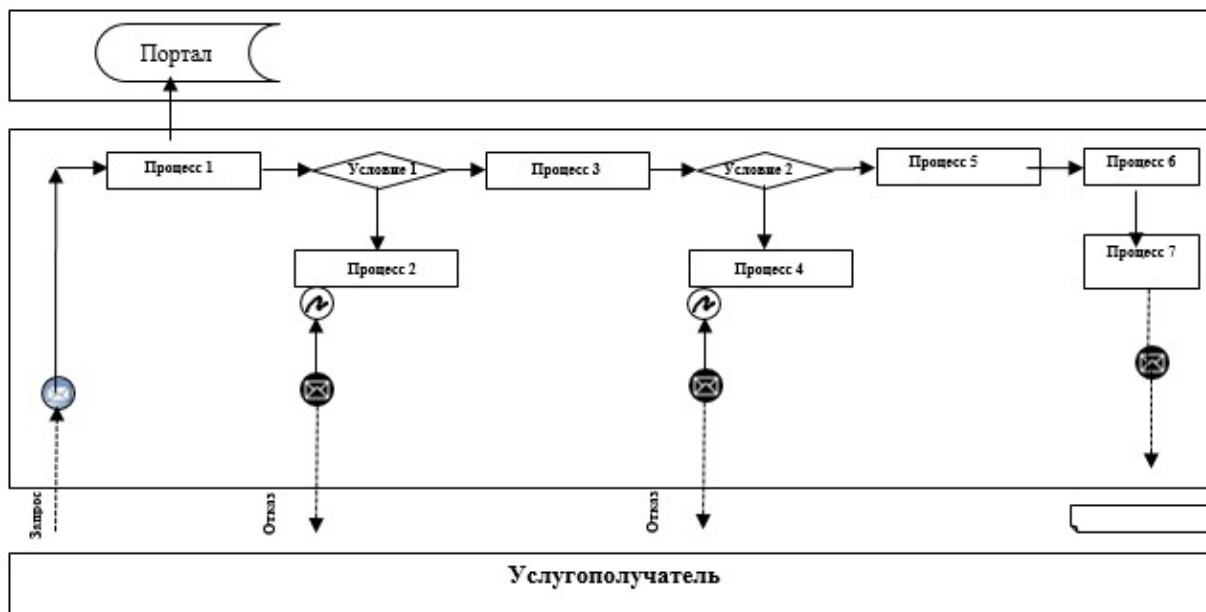 Портал
Процесс 1
Условие 1
Процесс 3
Условие 2
Процесс 5
Процесс 6
Процесс 2
Процесс 4
Процесс 7
Запрос
Отказ
Отказ
Услугополучатель